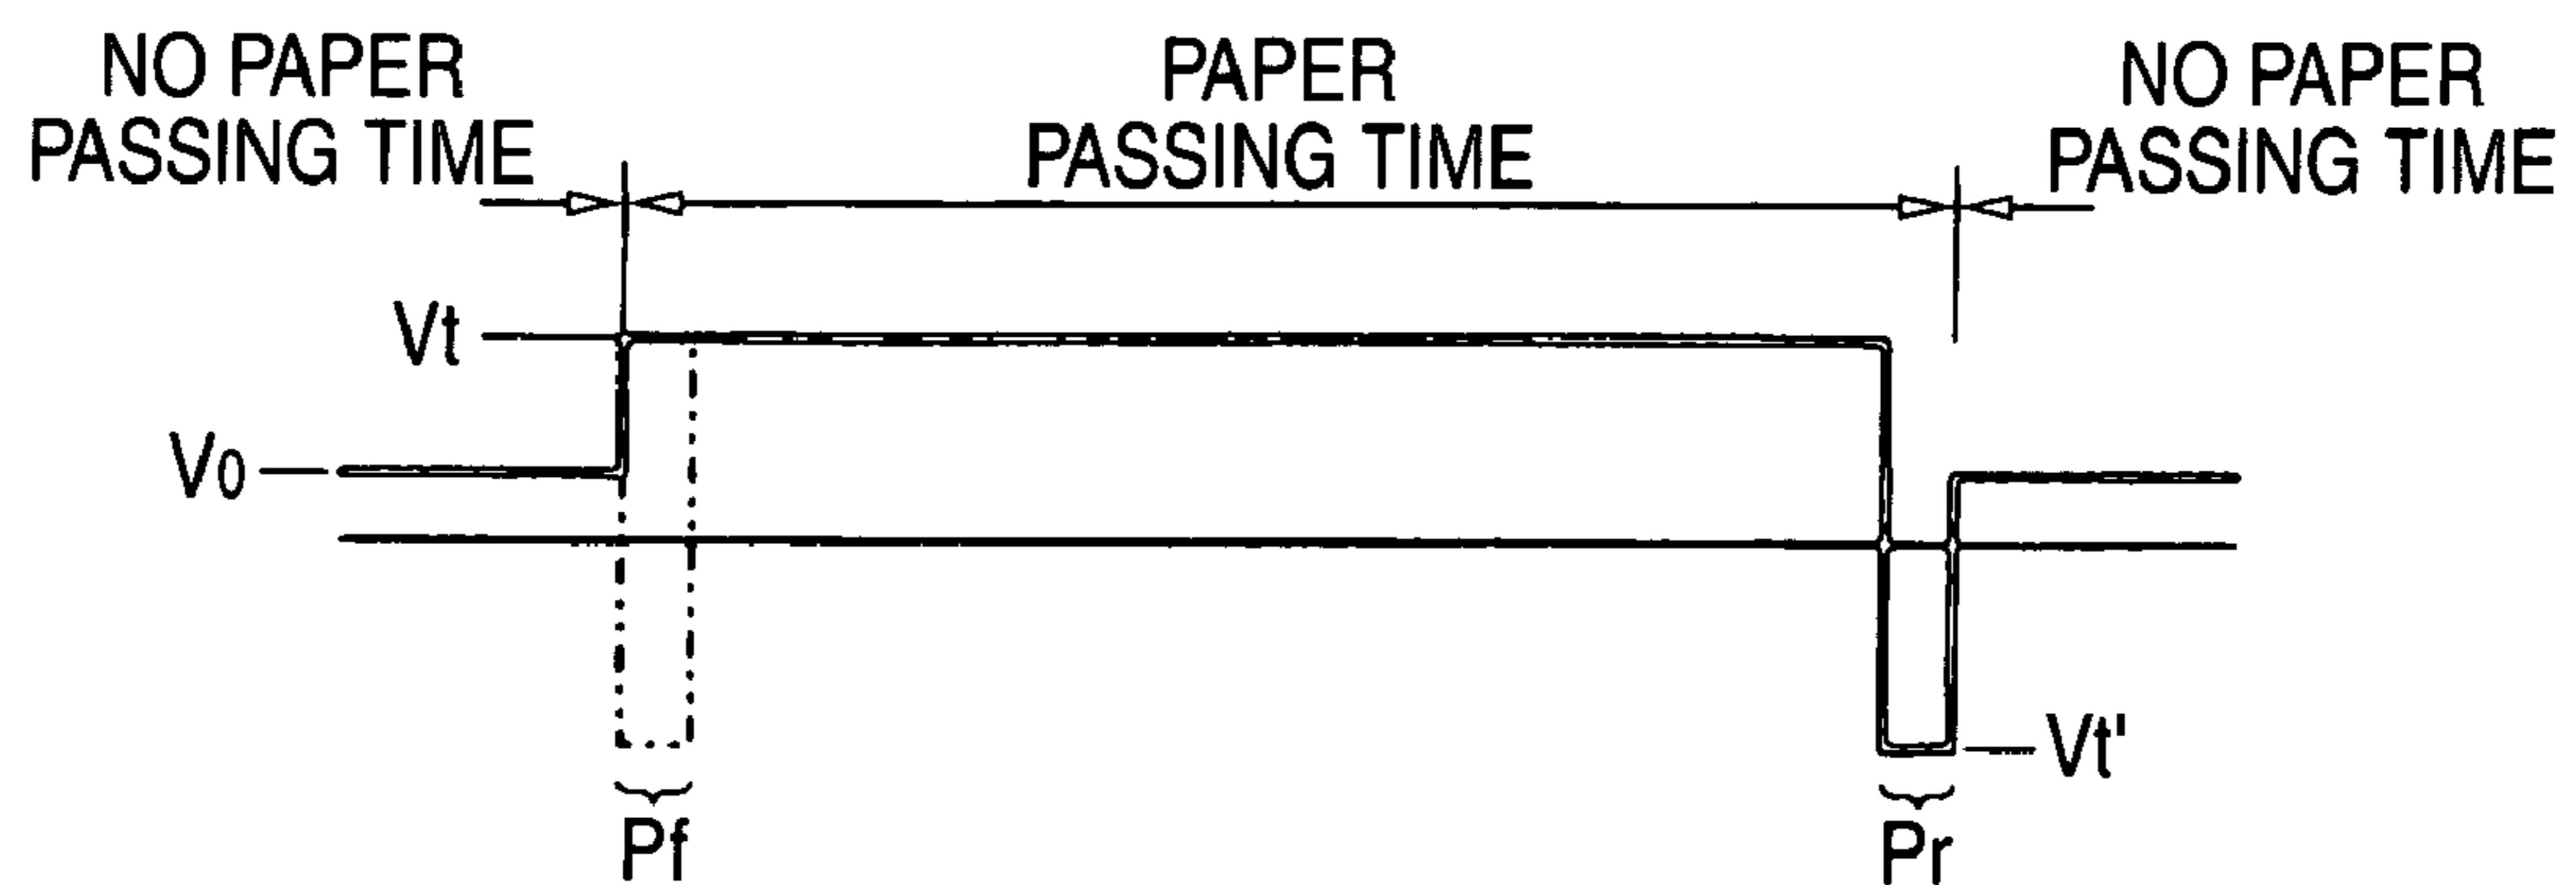 NO PAPER
PASSING TIME
PAPER
PASSING TIME
NO PAPER
PASSING TIME
Vt
V0
Vt'
Pf
Pr